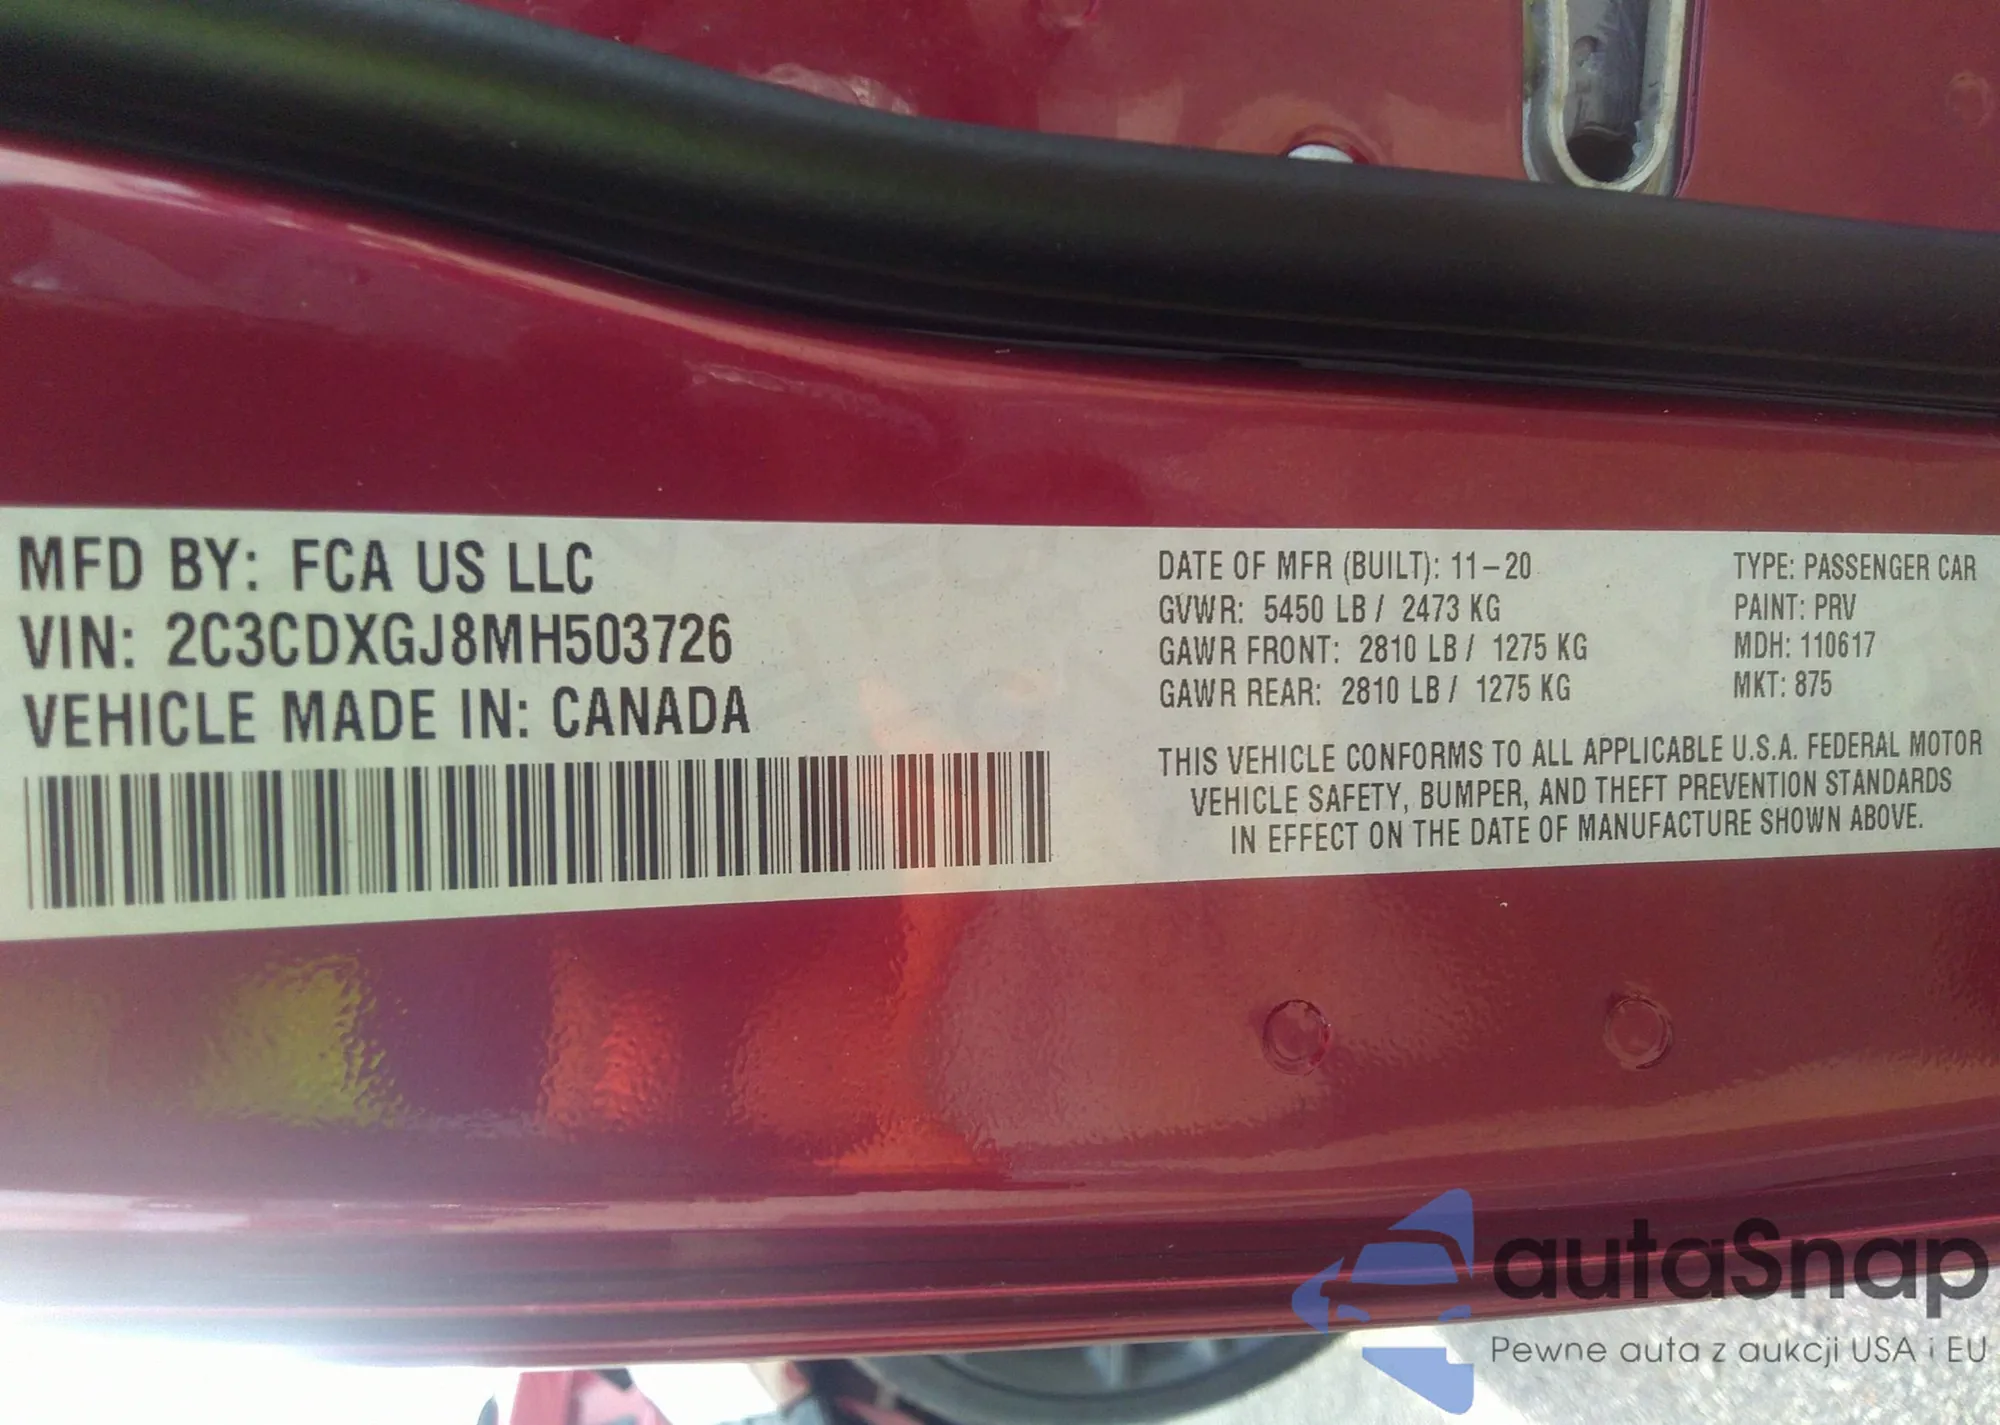 MFD BY: FCA US LLC
VIN: 2C3CDXGJ8MH503726
VEHICLE MADE IN: CANADA
DATE OF MFR (BUILT): 11-20
GVWR: 5450 LB / 2473 KG
GAWR FRONT: 2810 LB / 1275 KG
GAWR REAR: 2810 LB / 1275 KG
TYPE: PASSENGER CAR
PAINT: PRV
MDH: 110617
MKT: 875
THIS VEHICLE CONFORMS TO ALL APPLICABLE U.S.A. FEDERAL MOTOR
VEHICLE SAFETY, BUMPER, AND THEFT PREVENTION STANDARDS
IN EFFECT ON THE DATE OF MANUFACTURE SHOWN ABOVE.
autaSnap
Pewne auta z aukcji USA i EU